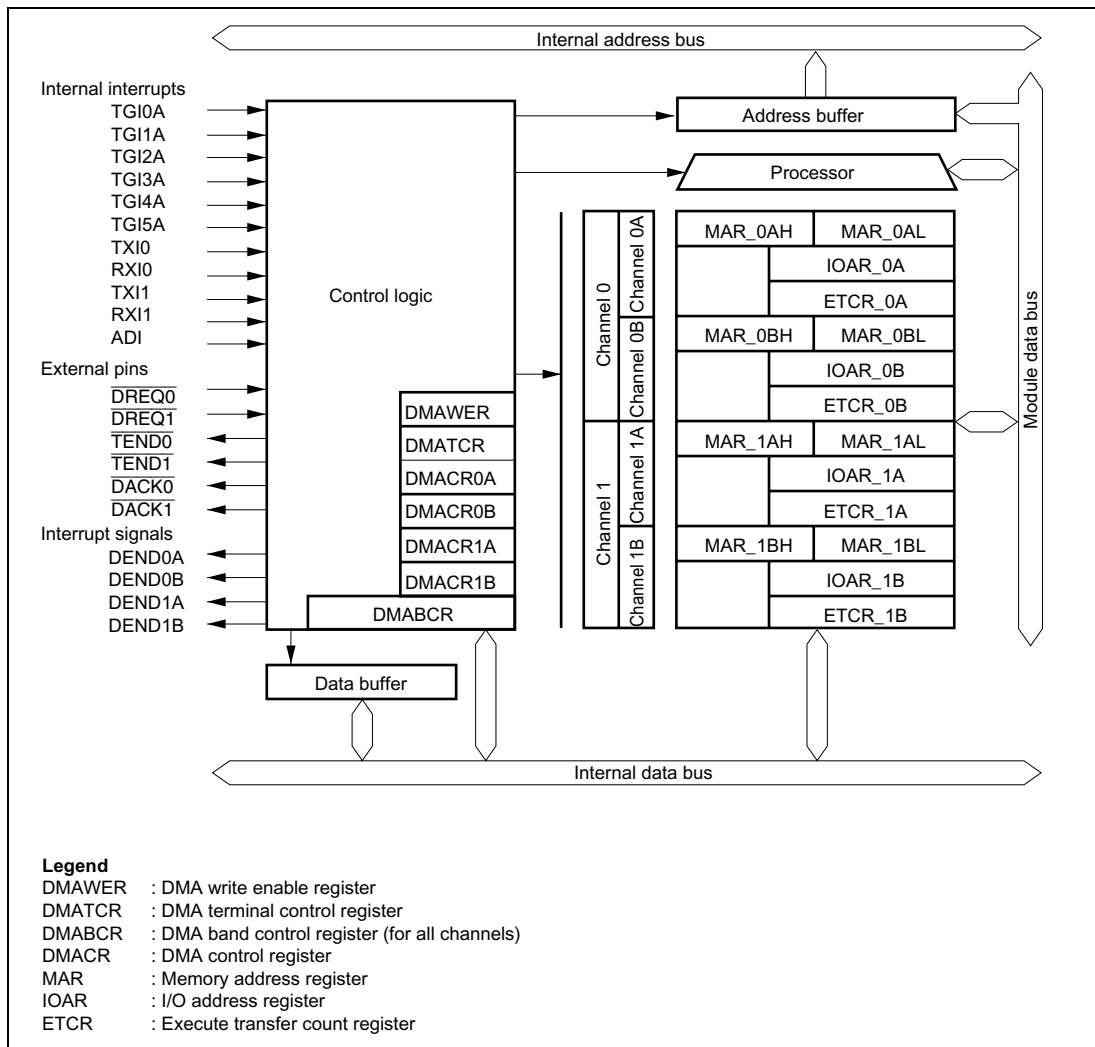 Internal address bus
Internal interrupts
TGI0A
TGI1A
TGI2A
TGI3A
TGI4A
TGI5A
TXI0
RXI0
TXI1
RXI1
ADI
External pins
DREQ0
DREQ1
TEND0
TEND1
DACK0
DACK1
Interrupt signals
DEND0A
DEND0B
DEND1A
DEND1B
Control logic
DMAWER
DMATCR
DMACR0A
DMACR0B
DMACR1A
DMACR1B
DMABCR
Data buffer
Address buffer
Processor
Channel 0
Channel 0A
Channel 0B
Channel 1
Channel 1A
Channel 1B
MAR_0AH MAR_0AL
IOAR_0A
ETCR_0A
MAR_0BH MAR_0BL
IOAR_0B
ETCR_0B
MAR_1AH MAR_1AL
IOAR_1A
ETCR_1A
MAR_1BH MAR_1BL
IOAR_1B
ETCR_1B
Module data bus
Internal data bus
Legend
DMAWER : DMA write enable register
DMATCR : DMA terminal control register
DMABCR : DMA band control register (for all channels)
DMACR : DMA control register
MAR : Memory address register
IOAR : I/O address register
ETCR : Execute transfer count register